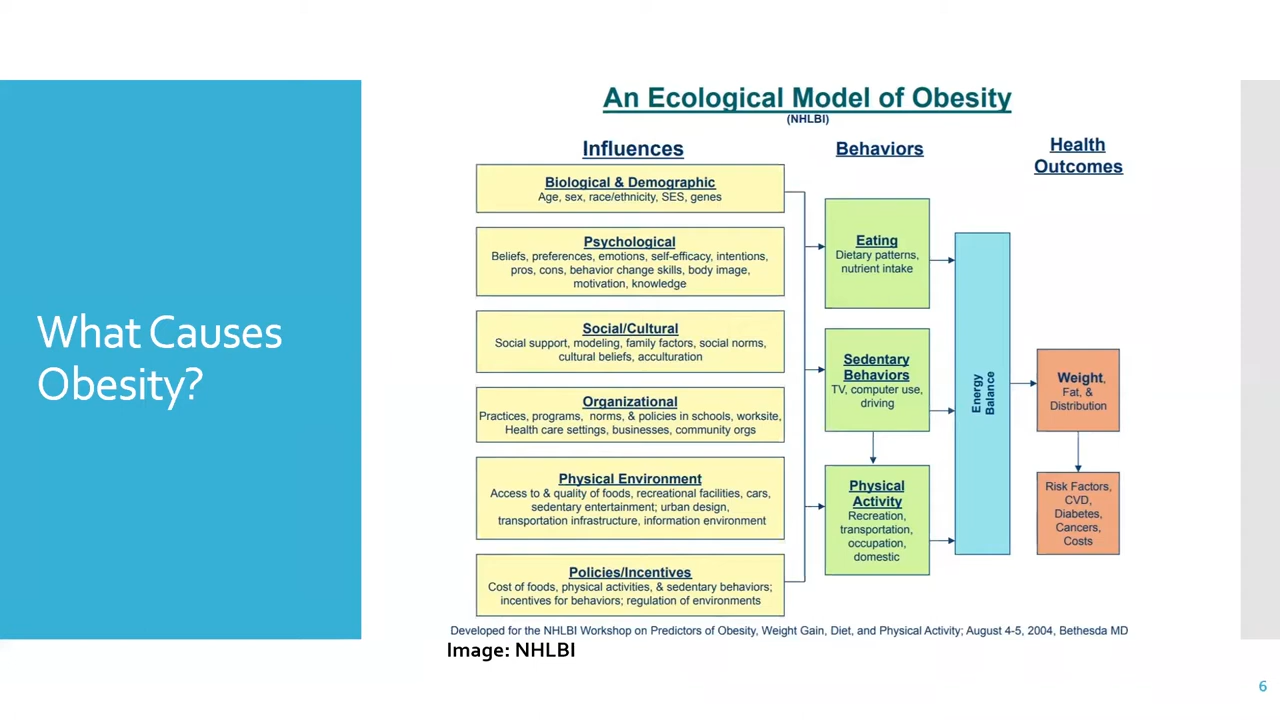 What Causes
Obesity?
An Ecological Model of Obesity
(NHLBI)
Influences
Biological & Demographic
Age, sex, race/ethnicity, SES, genes
Psychological
Beliefs, preferences, emotions, self-efficacy, intentions,
pros, cons, behavior change skills, body image,
motivation, knowledge
Social/Cultural
Social support, modeling, family factors, social norms,
cultural beliefs, acculturation
Organizational
Practices, programs, norms, & policies in schools, worksite,
Health care settings, businesses, community orgs
Physical Environment
Access to & quality of foods, recreational facilities, cars,
sedentary entertainment; urban design,
transportation infrastructure, information environment
Policies/Incentives
Cost of foods, physical activities, & sedentary behaviors;
incentives for behaviors; regulation of environments
Behaviors
Eating
Dietary patterns,
nutrient intake
Sedentary
Behaviors
TV, computer use,
driving
Physical
Activity
Recreation,
transportation,
occupation,
domestic
Energy
Balance
Health
Outcomes
Weight,
Fat, &
Distribution
Risk Factors,
CVD,
Diabetes,
Cancers,
Costs
Developed for the NHLBI Workshop on Predictors of Obesity, Weight Gain, Diet, and Physical Activity; August 4-5, 2004, Bethesda MD
Image: NHLBI
6